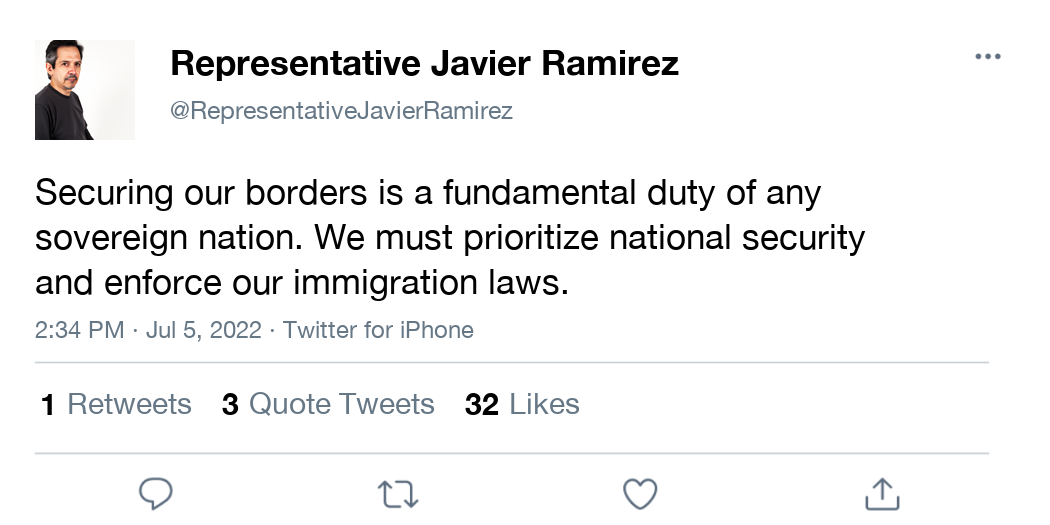 Representative Javier Ramirez
@RepresentativeJavierRamirez
Securing our borders is a fundamental duty of any
sovereign nation. We must prioritize national security
and enforce our immigration laws.
2:34 PM · Jul 5, 2022 · Twitter for iPhone
1 Retweets 3 Quote Tweets 32 Likes